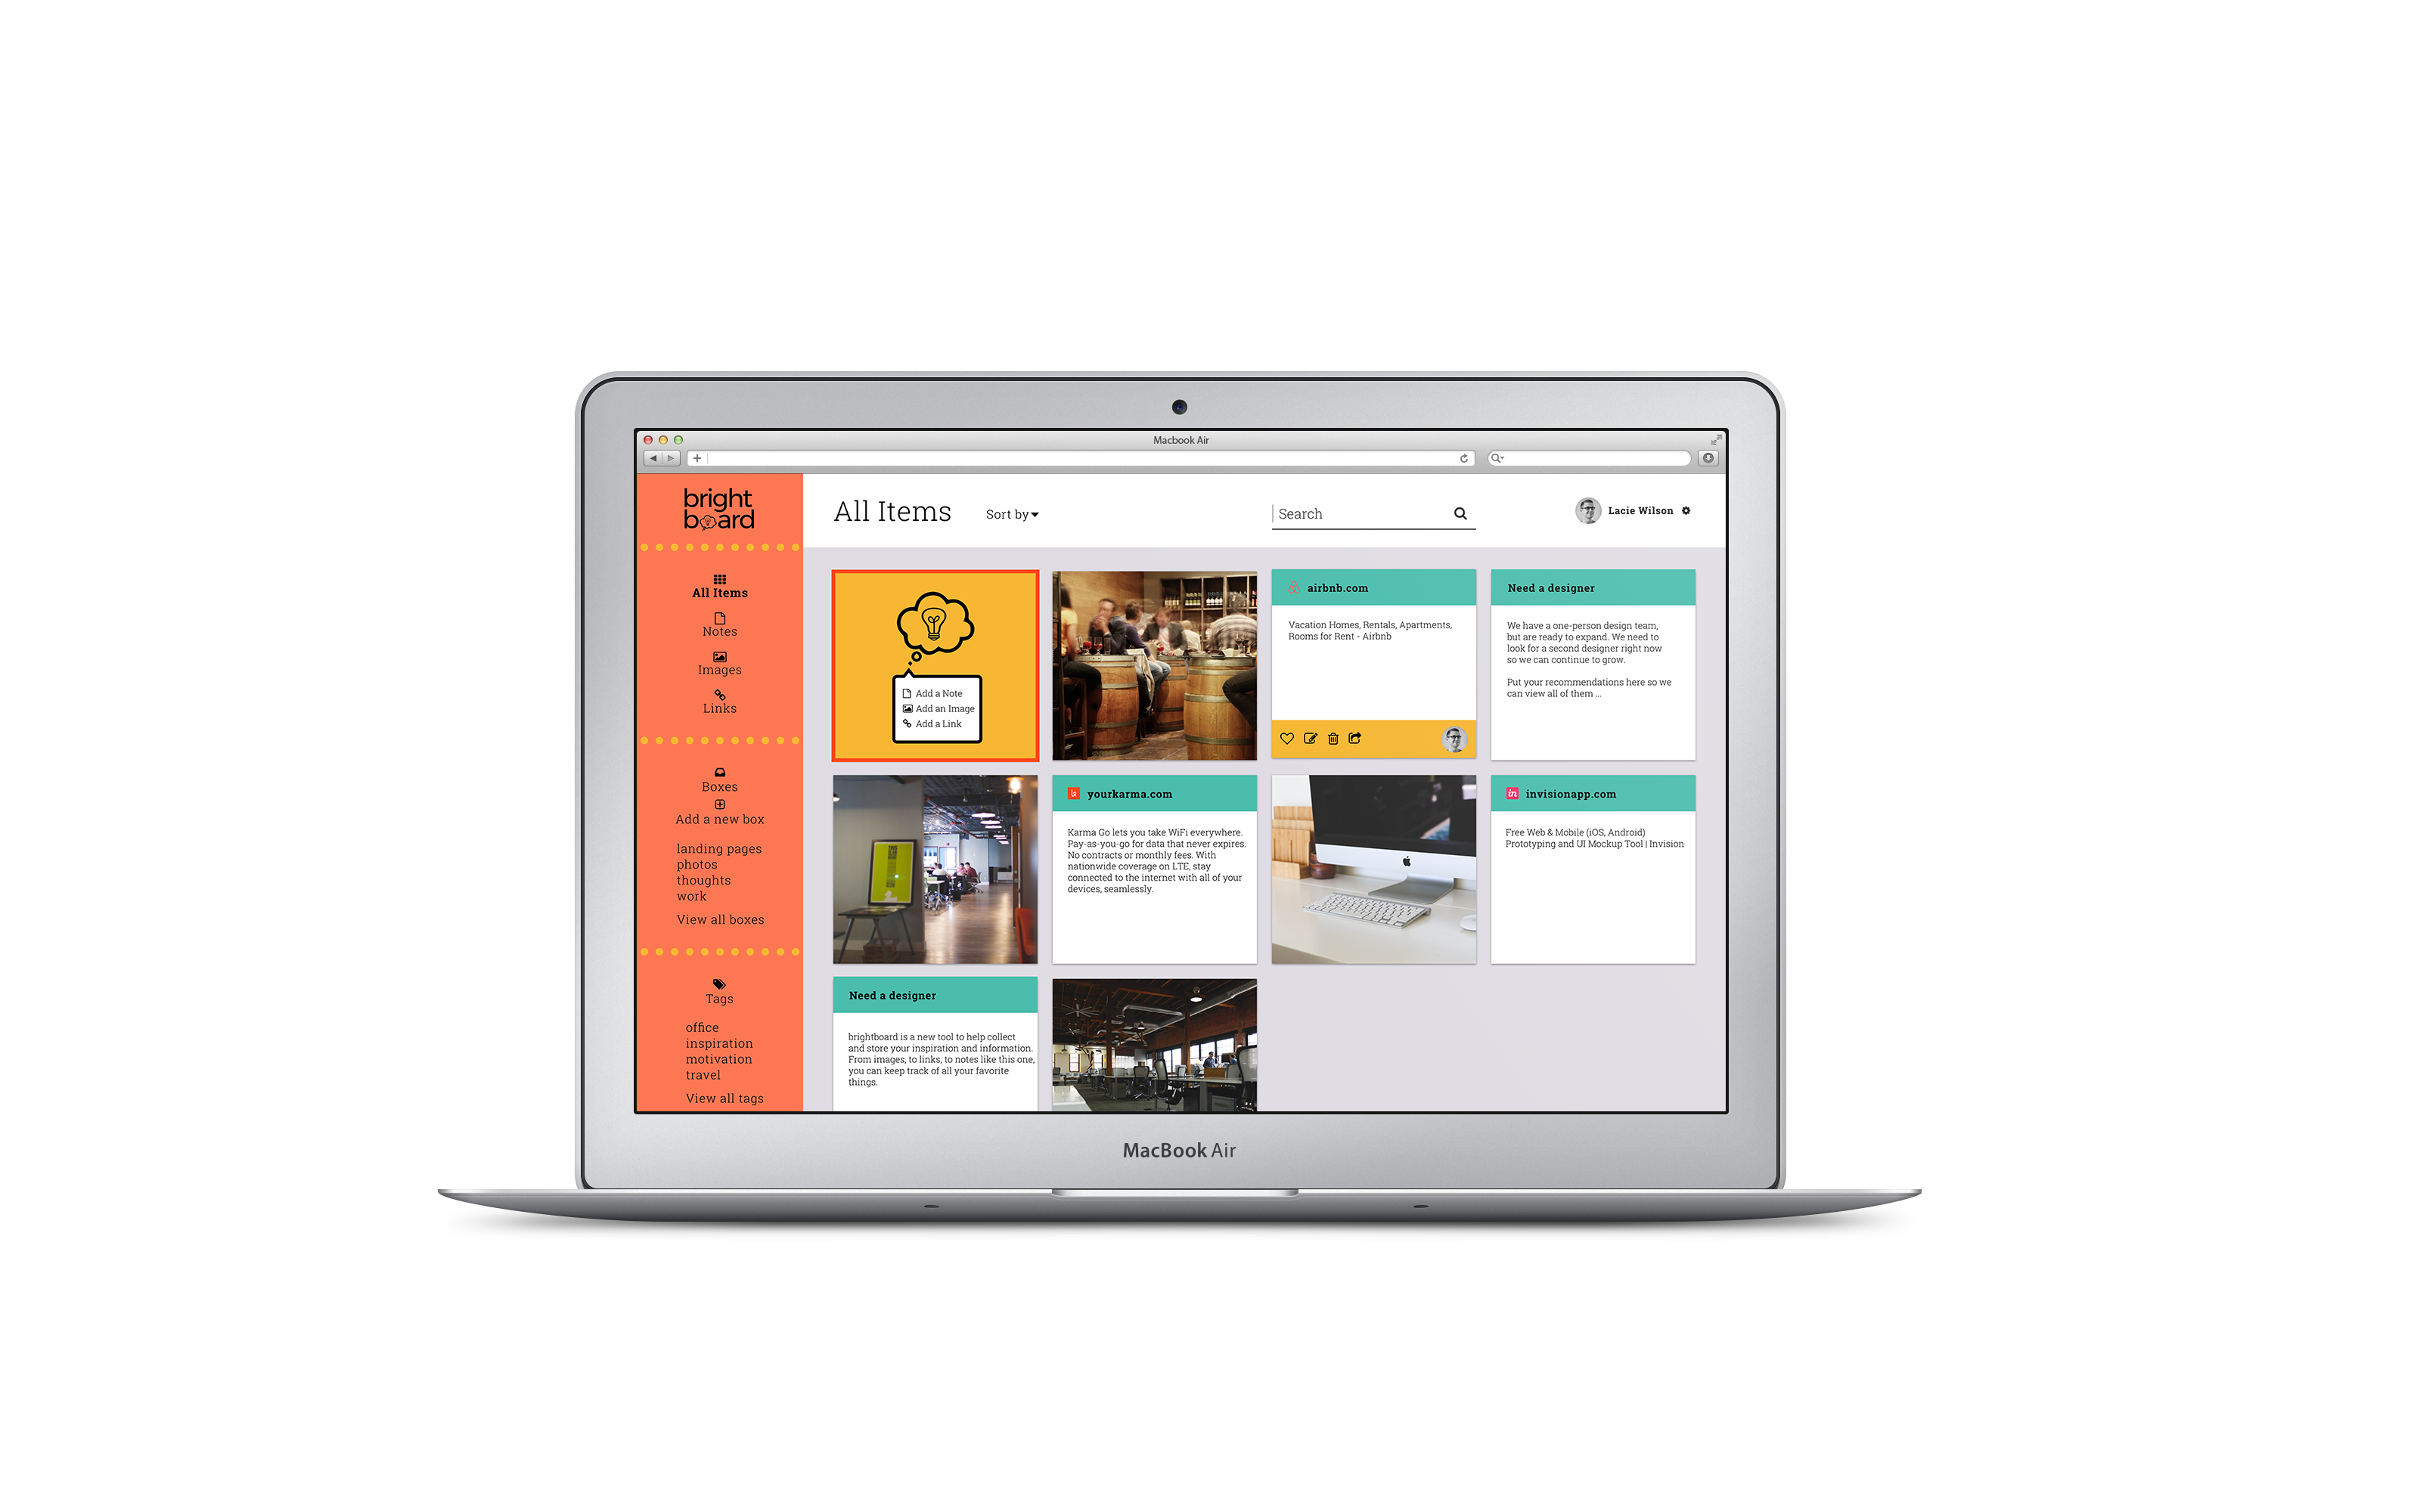 Macbook Air
bright
board
All Items
Notes
Images
Links
Boxes
Add a new box
landing pages
photos
thoughts
work
View all boxes
Tags
office
inspiration
motivation
travel
View all tags
All Items
Sort by
Search
Lacie Wilson
Add a Note
Add an Image
Add a Link
airbnb.com
Vacation Homes, Rentals, Apartments,
Rooms for Rent - Airbnb
Need a designer
We have a one-person design team,
but are ready to expand. We need to
look for a second designer right now
so we can continue to grow.
Put your recommendations here so we
can view all of them ...
yourkarma.com
Karma Go lets you take WiFi everywhere.
Pay-as-you-go for data that never expires.
No contracts or monthly fees. With
nationwide coverage on LTE, stay
connected to the internet with all of your
devices, seamlessly.
in
invisionapp.com
Free Web & Mobile (iOS, Android)
Prototyping and UI Mockup Tool | Invision
Need a designer
brightboard is a new tool to help collect
and store your inspiration and information.
From images, to links, to notes like this one,
you can keep track of all your favorite
things.
MacBook Air